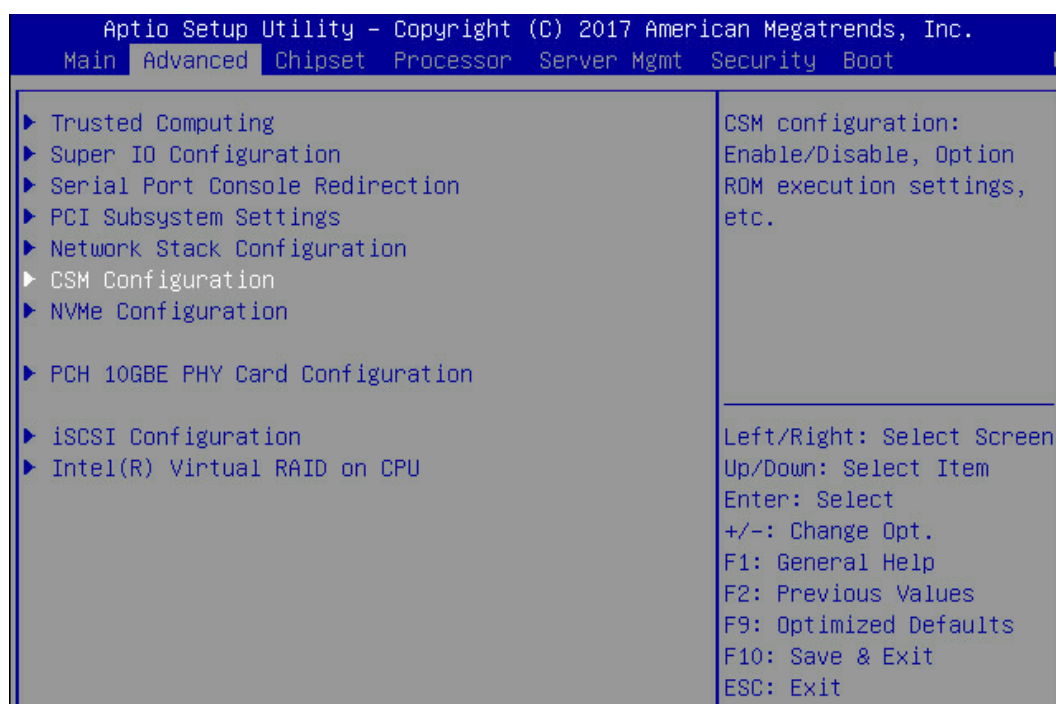 Aptio Setup Utility – Copyright (C) 2017 American Megatrends, Inc.
Main Advanced Chipset Processor Server Mgmt Security Boot
Trusted Computing
Super IO Configuration
Serial Port Console Redirection
PCI Subsystem Settings
Network Stack Configuration
CSM Configuration
NVMe Configuration
PCH 10GBE PHY Card Configuration
iSCSI Configuration
Intel(R) Virtual RAID on CPU
CSM configuration:
Enable/Disable, Option
ROM execution settings,
etc.
Left/Right: Select Screen
Up/Down: Select Item
Enter: Select
+/-: Change Opt.
F1: General Help
F2: Previous Values
F9: Optimized Defaults
F10: Save & Exit
ESC: Exit